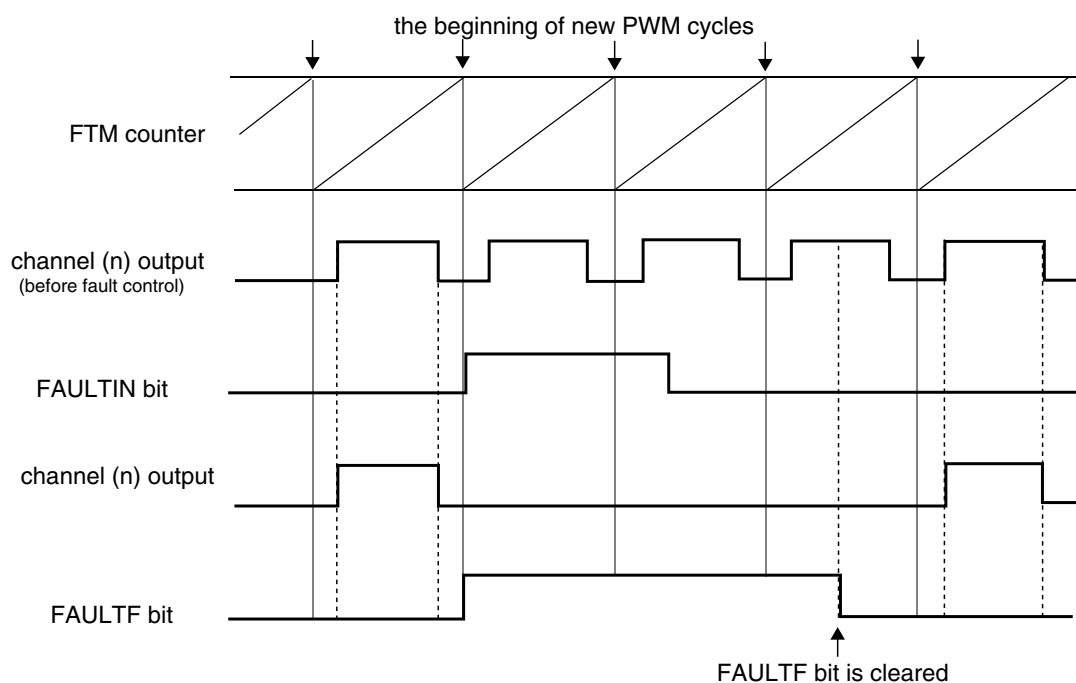 the beginning of new PWM cycles
FTM counter
channel (n) output
(before fault control)
FAULTIN bit
channel (n) output
FAULTF bit
FAULTF bit is cleared